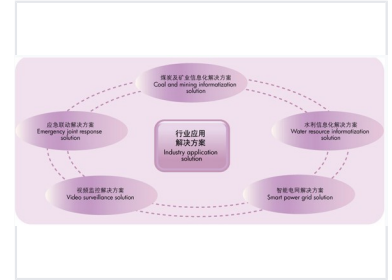 煤炭及矿业信息化解决方案
Coal and mining informatization
solution
应急联动解决方案
Emergency joint response
solution
水利信息化解决方案
Water resource informatization
solution
行业应用
解决方案
Industry application
solution
视频监控解决方案
Video surveillance solution
智能电网解决方案
Smart power grid solution